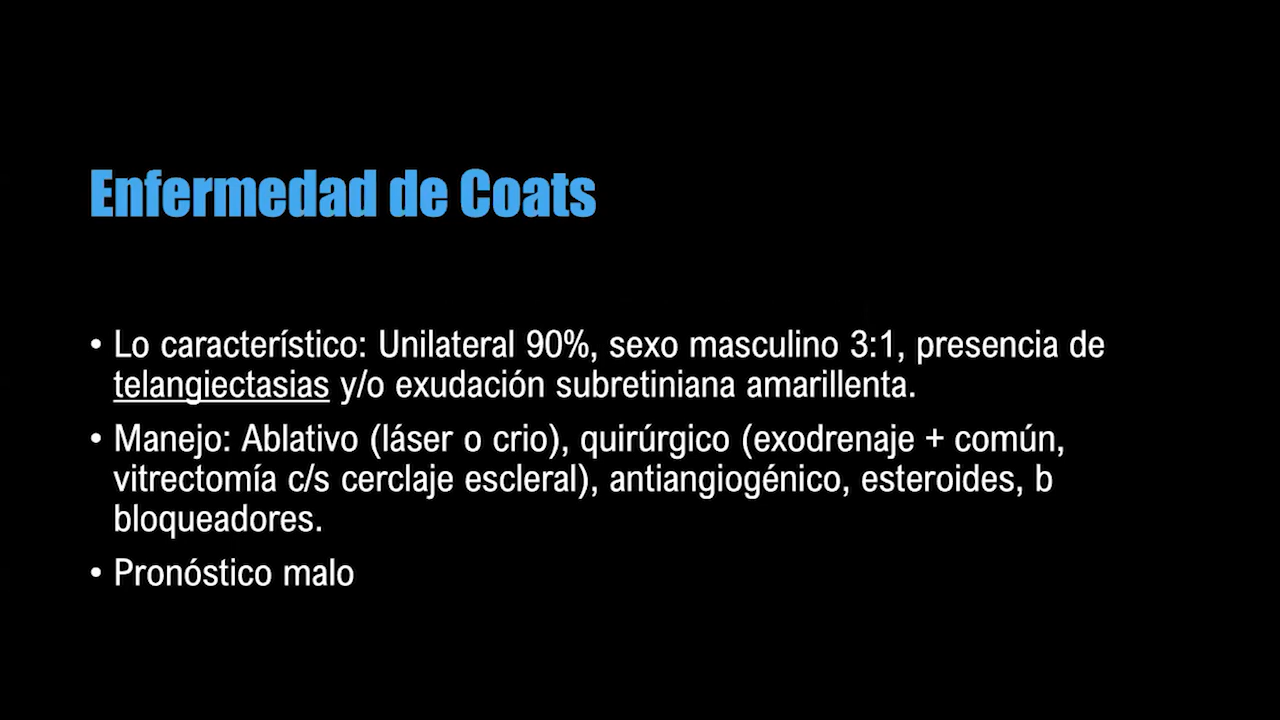 Enfermedad de Coats
• Lo característico: Unilateral 90%, sexo masculino 3:1, presencia de
telangiectasias y/o exudación subretiniana amarillenta.
• Manejo: Ablativo (láser o crio), quirúrgico (exodrenaje + común,
vitrectomía c/s cerclaje escleral), antiangiogénico, esteroides, b
bloqueadores.
• Pronóstico malo